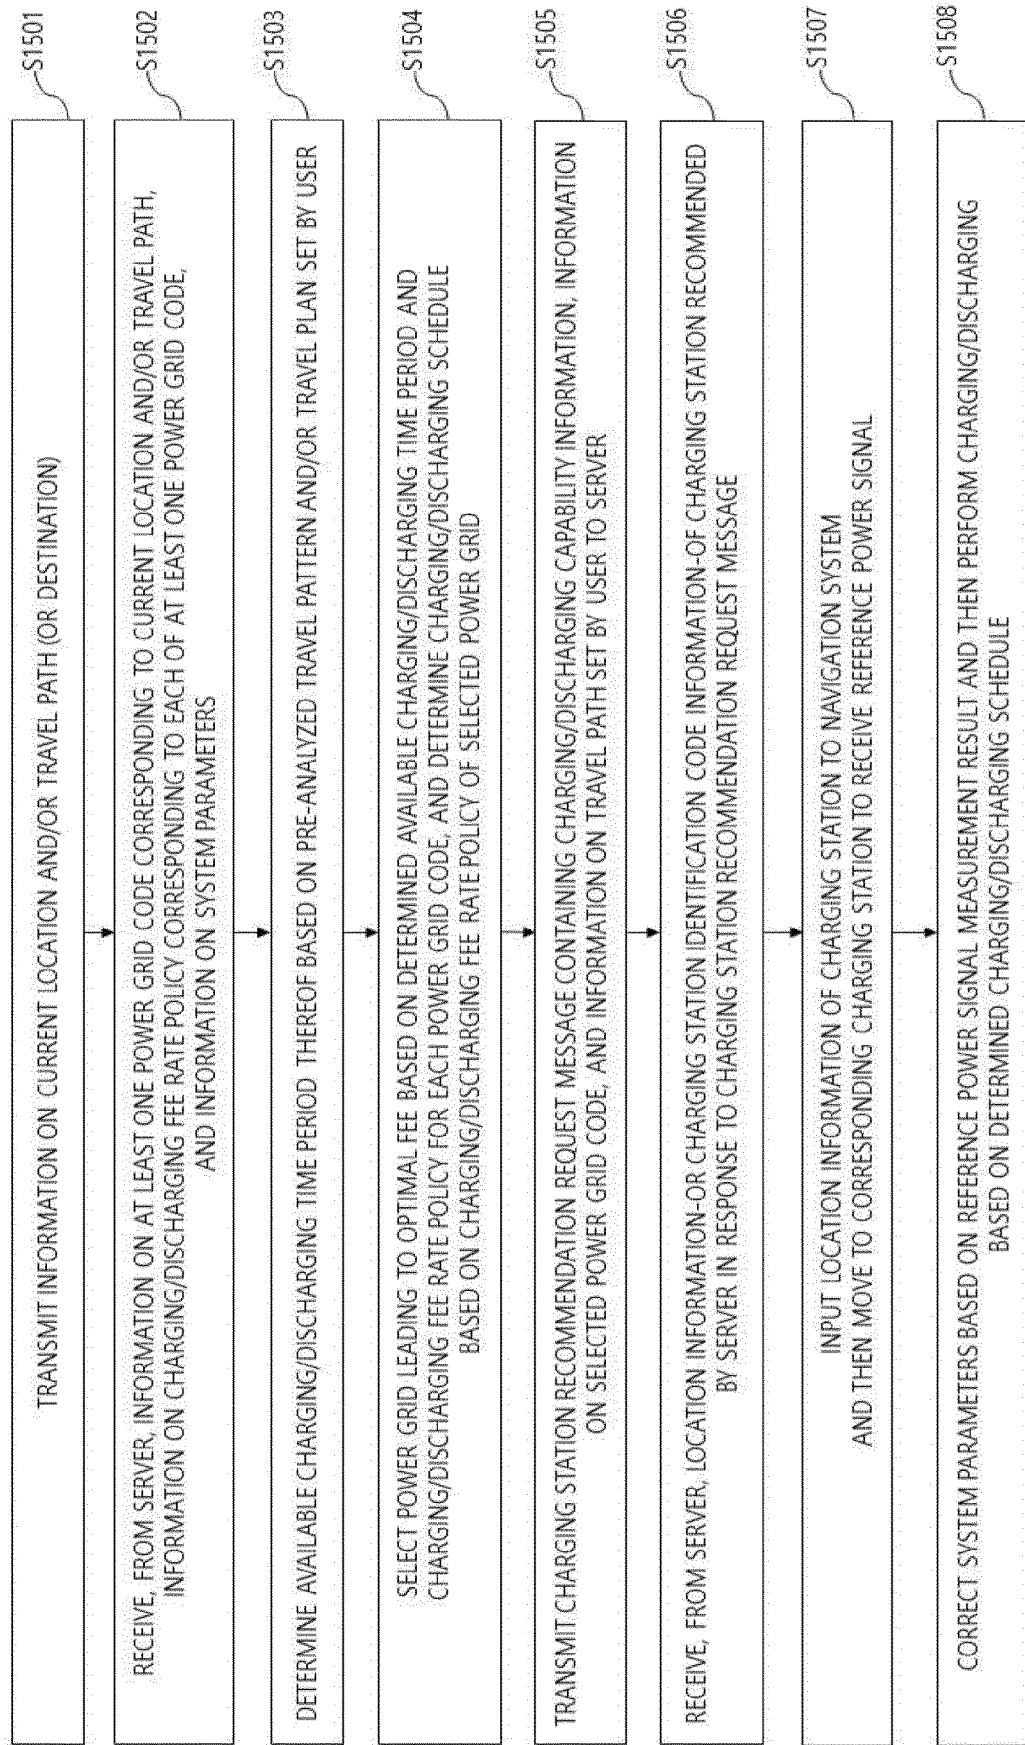 TRANSMIT INFORMATION ON CURRENT LOCATION AND/OR TRAVEL PATH (OR DESTINATION)
S1501
RECEIVE, FROM SERVER, INFORMATION ON AT LEAST ONE POWER GRID CODE CORRESPONDING TO CURRENT LOCATION AND/OR TRAVEL PATH,
INFORMATION ON CHARGING/DISCHARGING FEE RATE POLICY CORRESPONDING TO EACH OF AT LEAST ONE POWER GRID CODE,
AND INFORMATION ON SYSTEM PARAMETERS
S1502
DETERMINE AVAILABLE CHARGING/DISCHARGING TIME PERIOD THEREOF BASED ON PRE-ANALYZED TRAVEL PATTERN AND/OR TRAVEL PLAN SET BY USER
S1503
SELECT POWER GRID LEADING TO OPTIMAL FEE BASED ON DETERMINED AVAILABLE CHARGING/DISCHARGING TIME PERIOD AND
CHARGING/DISCHARGING FEE RATE POLICY FOR EACH POWER GRID CODE, AND DETERMINE CHARGING/DISCHARGING SCHEDULE
BASED ON CHARGING/DISCHARGING FEE RATE POLICY OF SELECTED POWER GRID
S1504
TRANSMIT CHARGING STATION RECOMMENDATION REQUEST MESSAGE CONTAINING CHARGING/DISCHARGING CAPABILITY INFORMATION, INFORMATION
ON SELECTED POWER GRID CODE, AND INFORMATION ON TRAVEL PATH SET BY USER TO SERVER
S1505
RECEIVE, FROM SERVER, LOCATION INFORMATION-OR CHARGING STATION IDENTIFICATION CODE INFORMATION-OF CHARGING STATION RECOMMENDED
BY SERVER IN RESPONSE TO CHARGING STATION RECOMMENDATION REQUEST MESSAGE
S1506
INPUT LOCATION INFORMATION OF CHARGING STATION TO NAVIGATION SYSTEM
AND THEN MOVE TO CORRESPONDING CHARGING STATION TO RECEIVE REFERENCE POWER SIGNAL
S1507
CORRECT SYSTEM PARAMETERS BASED ON REFERENCE POWER SIGNAL MEASUREMENT RESULT AND THEN PERFORM CHARGING/DISCHARGING
BASED ON DETERMINED CHARGING/DISCHARGING SCHEDULE
S1508